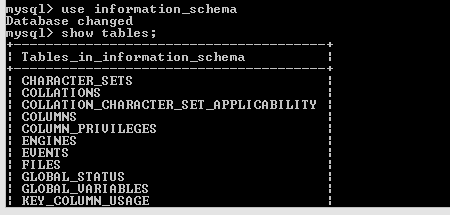 mysql> use information_schema
Database changed
mysql> show tables;
+---------------------------------------+
| Tables_in_information_schema          |
+---------------------------------------+
| CHARACTER_SETS                        |
| COLLATIONS                            |
| COLLATION_CHARACTER_SET_APPLICABILITY |
| COLUMNS                               |
| COLUMN_PRIVILEGES                     |
| ENGINES                               |
| EVENTS                                |
| FILES                                 |
| GLOBAL_STATUS                         |
| GLOBAL_VARIABLES                      |
| KEY_COLUMN_USAGE                      |